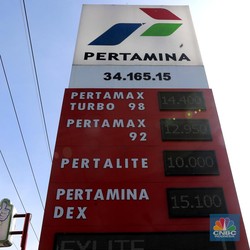 PERTAMINA
34.165.15
PERTAMAX
TURBO 98
14.400
PERTAMAX
92
12.950
PERTALITE
10.000
PERTAMINA
DEX
15.100
CNBC
INDONESIA